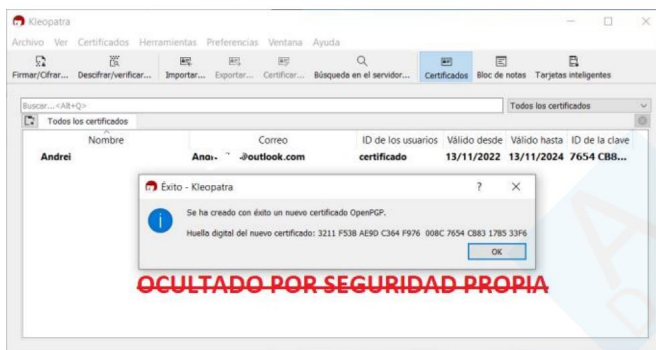 Kleopatra
Archivo Ver Certificados Herramientas Preferencias Ventana Ayuda
Firmar/Cifrar... Descifrar/verificar... Importar... Exportar... Certificar... Búsqueda en el servidor... Certificados Bloc de notas Tarjetas inteligentes
Buscar...<Alt+Q> Todos los certificados
Todos los certificados
Nombre Correo ID de los usuarios Válido desde Válido hasta ID de la clave
Andrei @outlook.com certificado 13/11/2022 13/11/2024 7654 CB8...
Éxito - Kleopatra ? X
Se ha creado con éxito un nuevo certificado OpenPGP.
Huella digital del nuevo certificado: 3211 F53B AE9D C364 F976 008C 7654 CB83 17B5 33F6
OK
OCULTADO POR SEGURIDAD PROPIA